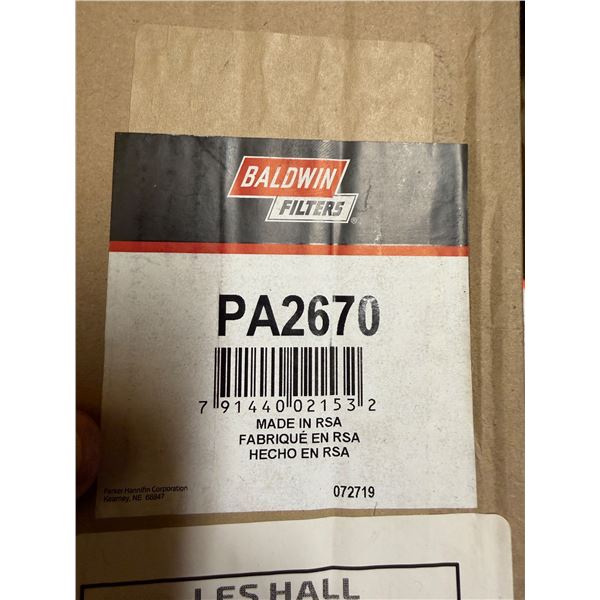 BALDWIN
FILTERS®
PA2670
7 91440 02153 2
MADE IN RSA
FABRIQUÉ EN RSA
HECHO EN RSA
Parker Hannifin Corporation
Kearney, NE 68847
072719
LES HALL